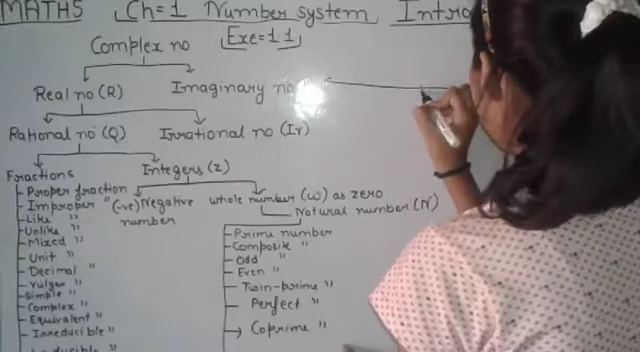 MATHS Ch=1 Number system Intro
Complex no Exe=1.1
Real no (R) Imaginary no
Rational no (Q) Irrational no (Ir)
Fractions Integers (Z)
Proper fraction
Improper " (-ve) Negative number
whole number (W) as zero
Natural number (N)
Like "
Unlike "
Mixed "
Unit "
Decimal "
Vulgar "
Simple "
Complex "
Equivalent "
Irreducible "
Prime number
Composite "
Odd "
Even "
Twin-prime "
Perfect "
Coprime "